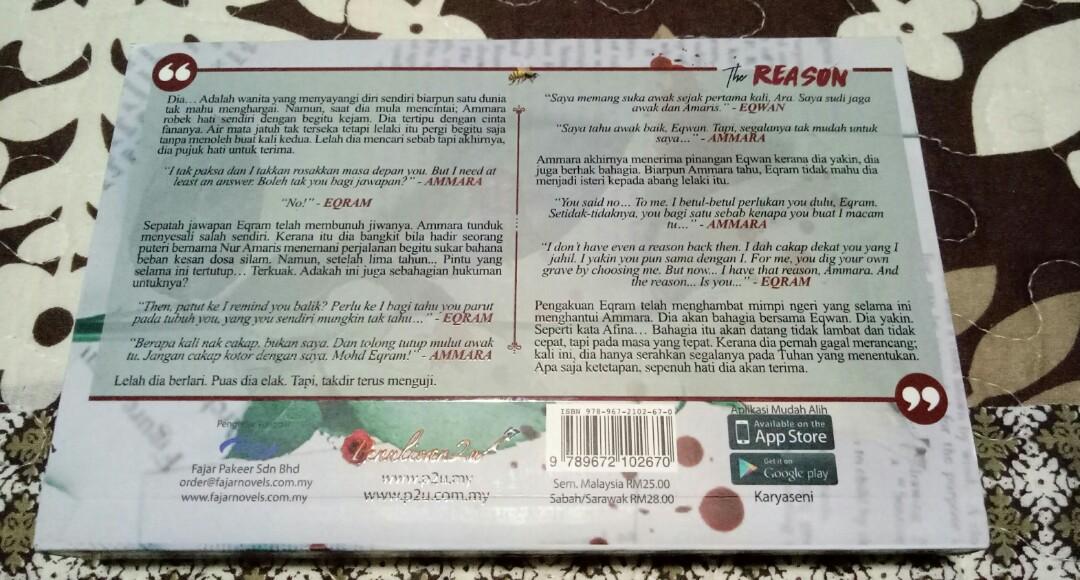 The REASON
Dia... Adalah wanita yang menyayangi diri sendiri biarpun satu dunia
tak mahu menghargai. Namun, saat dia mula mencintai; Ammara
robek hati sendiri dengan begitu kejam. Dia tertipu dengan cinta
fananya. Air mata jatuh tak terseka tetapi lelaki itu pergi begitu saja
tanpa menoleh buat kali kedua. Lelah dia mencari sebab tapi akhirnya,
dia pujuk hati untuk terima.
"I tak paksa dan I takkan rosakkan masa depan you. But I need at
least an answer. Boleh tak you bagi jawapan?" - AMMARA
"No!" - EQRAM
Sepatah jawapan Eqram telah membunuh jiwanya. Ammara tunduk
menyesali salah sendiri. Kerana itu dia bangkit bila hadir seorang
puteri bernama Nur Amaris menemani perjalanan begitu sukar bahana
beban kesan dosa silam. Namun, setelah lima tahun... Pintu yang
selama ini tertutup... Terkuak. Adakah ini juga sebahagian hukuman
untuknya?
"Then, patut ke I remind you balik? Perlu ke I bagi tahu you parut
pada tubuh you, yang you sendiri mungkin tak tahu..." - EQRAM
"Berapa kali nak cakap, bukan saya. Dan tolong tutup mulut awak
tu. Jangan cakap kotor dengan saya, Mohd Eqram!" - AMMARA
Lelah dia berlari. Puas dia elak. Tapi, takdir terus menguji.
"Saya memang suka awak sejak pertama kali, Ara. Saya sudi jaga
awak dan Amaris." - EQWAN
"Saya tahu awak baik, Eqwan. Tapi, segalanya tak mudah untuk
saya..." - AMMARA
Ammara akhirnya menerima pinangan Eqwan kerana dia yakin, dia
juga berhak bahagia. Biarpun Ammara tahu, Eqram tidak mahu dia
menjadi isteri kepada abang lelaki itu.
"You said no... To me. I betul-betul perlukan you dulu, Eqram.
Setidak-tidaknya, you bagi satu sebab kenapa you buat I macam
tu..." - AMMARA
"I don't have even a reason back then. I dah cakap dekat you yang I
jahil. I yakin you pun sama dengan I. For me, you dig your own
grave by choosing me. But now... I have that reason, Ammara. And
the reason... Is you..." - EQRAM
Pengakuan Eqram telah menghambat mimpi ngeri yang selama ini
menghantui Ammara. Dia akan bahagia bersama Eqwan. Dia yakin.
Seperti kata Afina... Bahagia itu akan datang tidak lambat dan tidak
cepat, tapi pada masa yang tepat. Kerana dia pernah gagal merancang;
kali ini, dia hanya serahkan segalanya pada Tuhan yang menentukan.
Apa saja ketetapan, sepenuh hati dia akan terima.
Fajar Pakeer Sdn Bhd
order@fajarnovels.com.my
www.fajarnovels.com.my
Penulisan2u
www.p2u.my
www.p2u.com.my
ISBN 978-967-2102-67-0
9 789672 102670
Sem. Malaysia RM25.00
Sabah/Sarawak RM28.00
Aplikasi Mudah Alih
Available on the
App Store
Get it on
Google play
Karyaseni